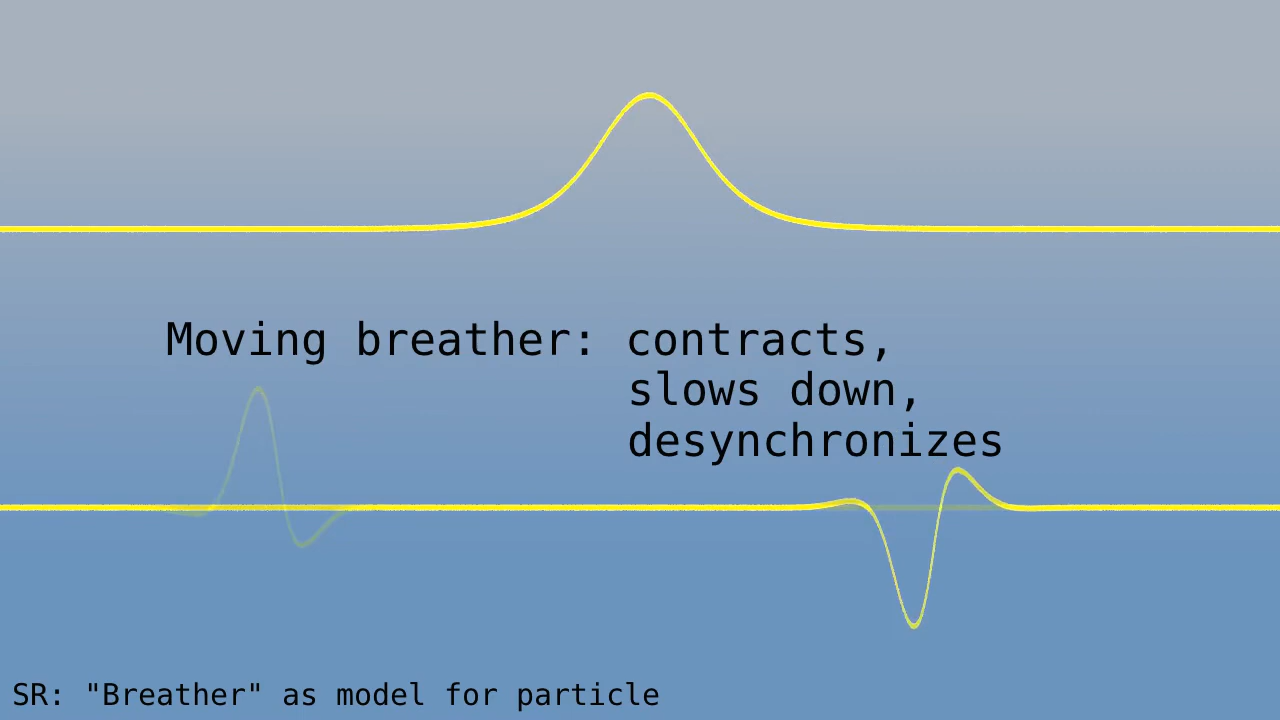 Moving breather: contracts,
slows down,
desynchronizes
SR: "Breather" as model for particle